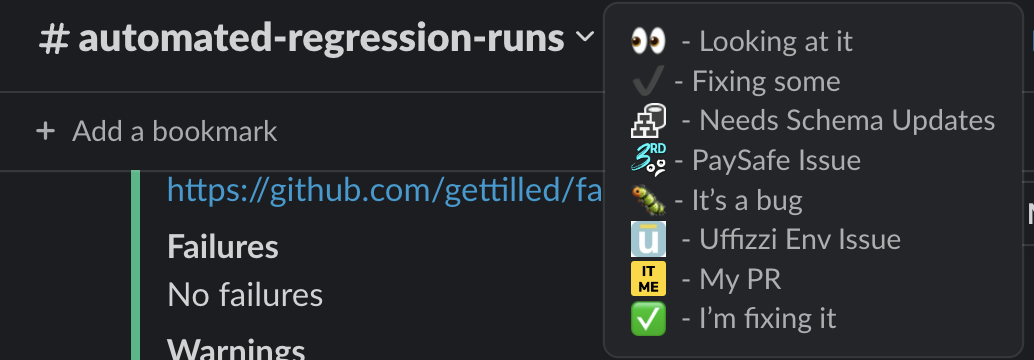 # automated-regression-runs
+ Add a bookmark
https://github.com/gettilled/fa
Failures
No failures
Warnings
👀 - Looking at it
✔️ - Fixing some
- Needs Schema Updates
3RD - PaySafe Issue
🐛 - It's a bug
ū - Uffizzi Env Issue
IT ME - My PR
✅ - I'm fixing it